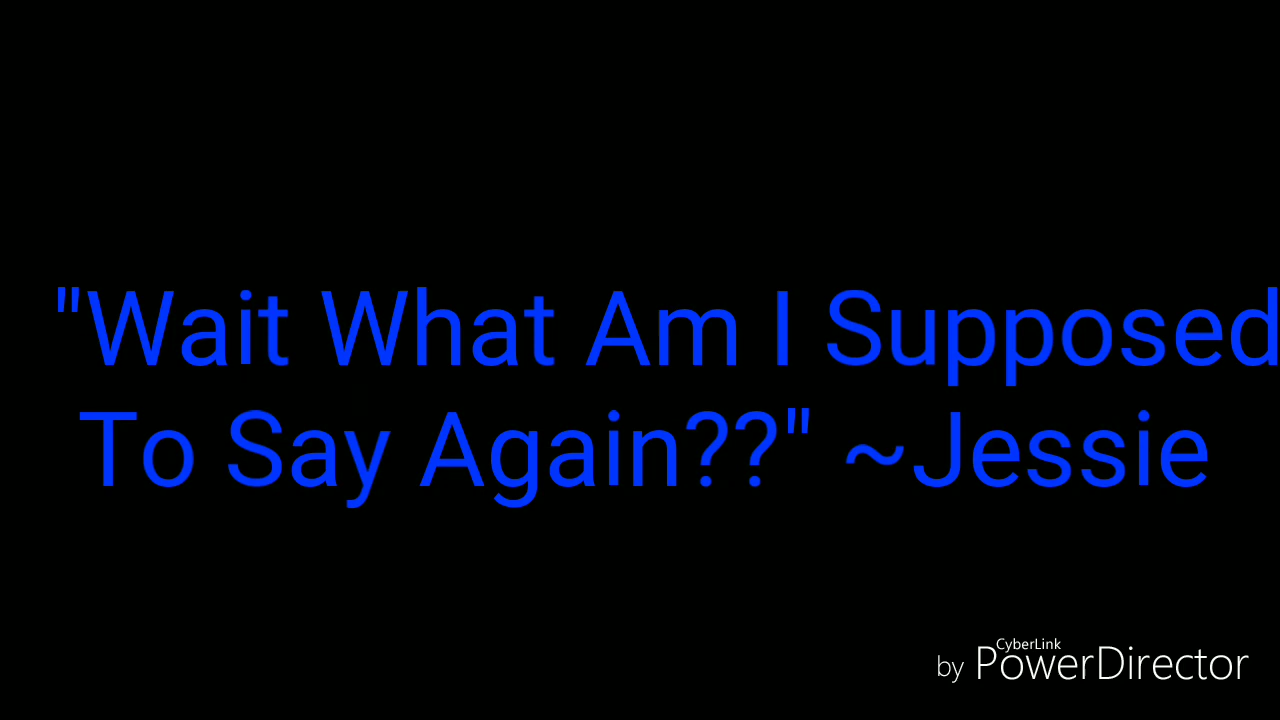 "Wait What Am I Supposed
To Say Again??" ~Jessie
CyberLink
by PowerDirector